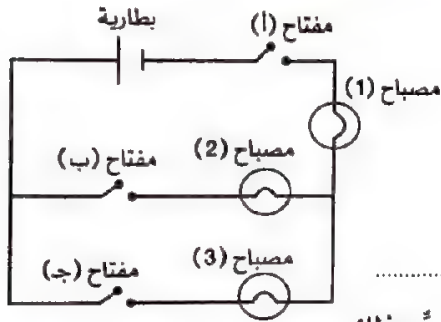 بطارية
مفتاح (أ)
مصباح (1)
مفتاح (ب)
مصباح (2)
مفتاح (جـ)
مصباح (3)